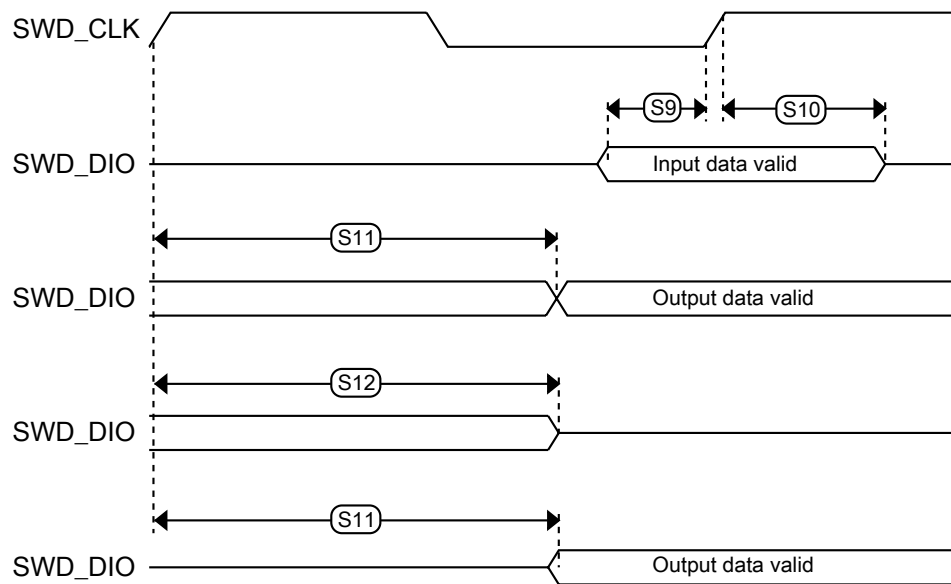 SWD_CLK
S9
S10
SWD_DIO
Input data valid
S11
SWD_DIO
Output data valid
S12
SWD_DIO
S11
SWD_DIO
Output data valid